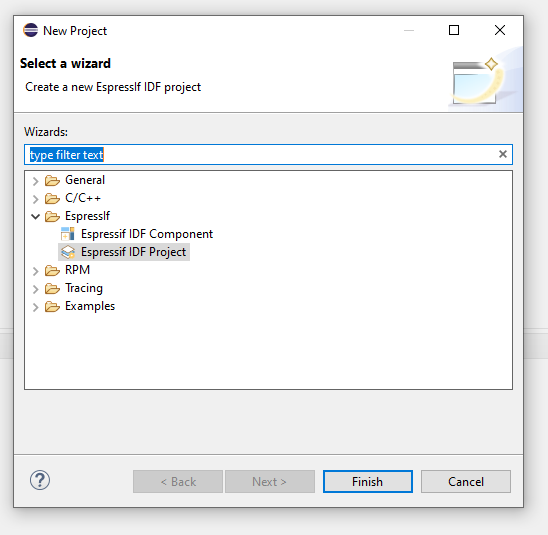 New Project
Select a wizard
Create a new Espressif IDF project
Wizards:
type filter text
General
C/C++
Espressif
Espressif IDF Component
Espressif IDF Project
RPM
Tracing
Examples
?
< Back
Next >
Finish
Cancel